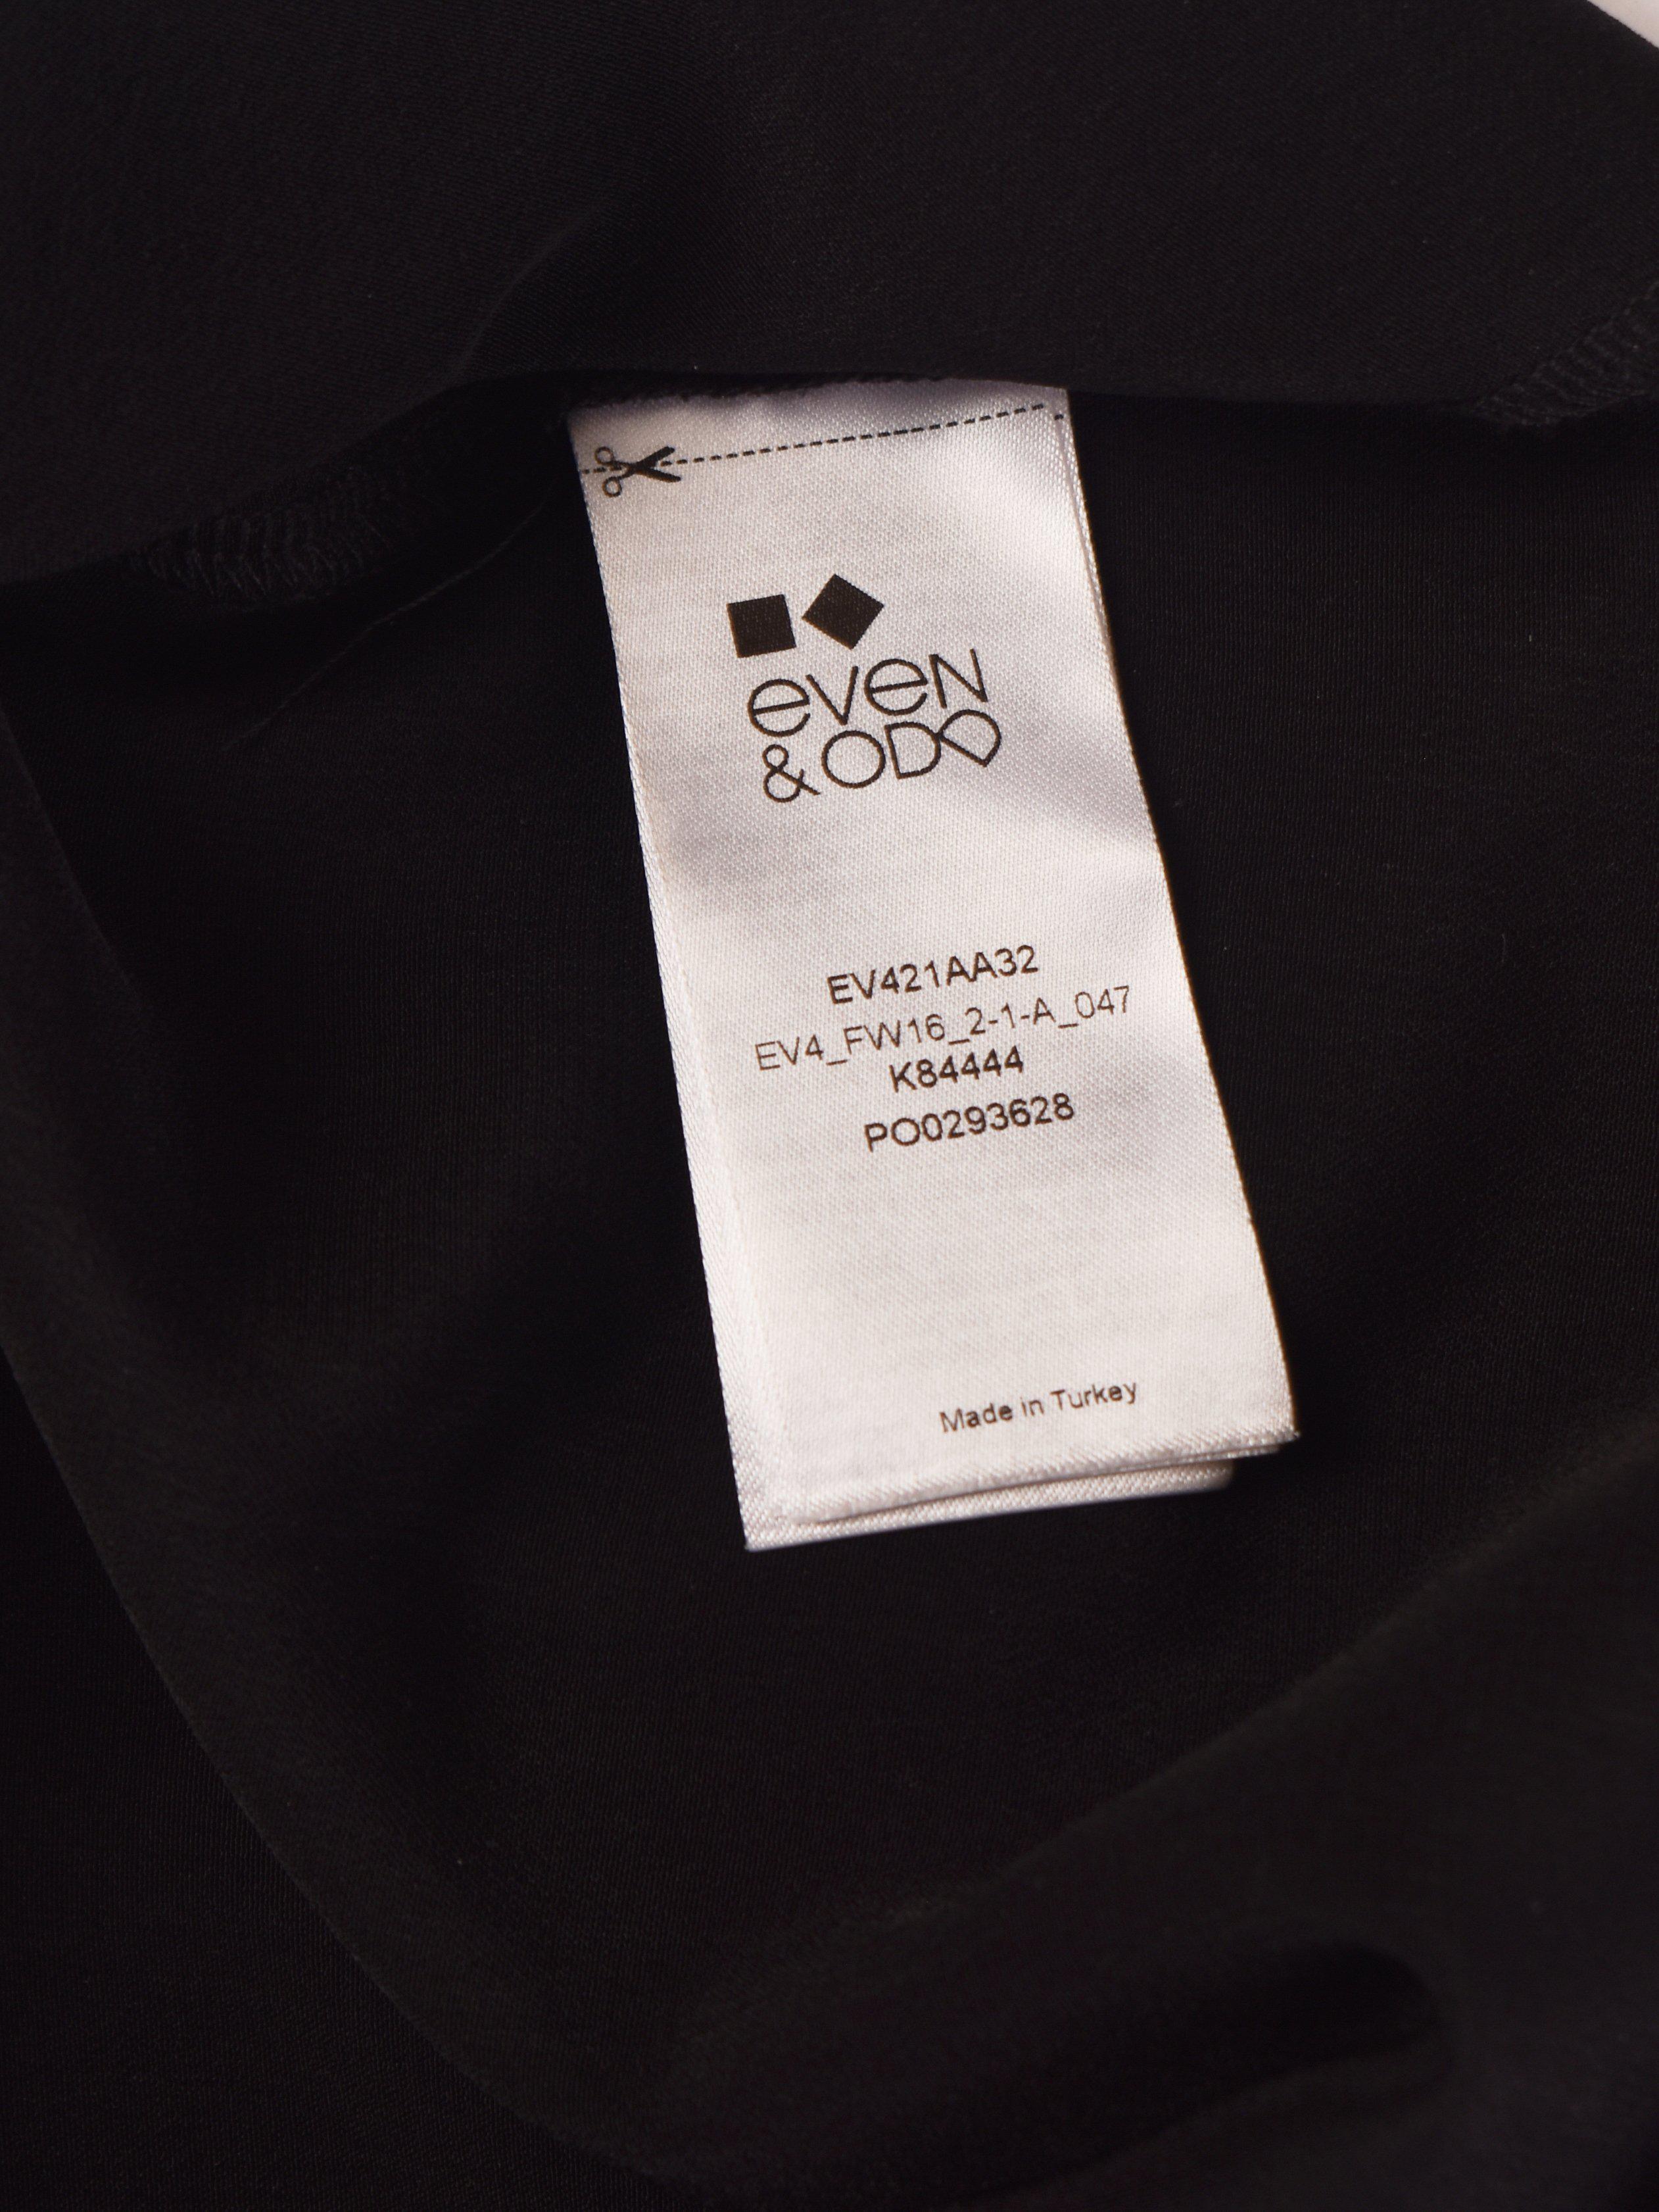 even
&ODD
EV421AA32
EV4_FW16_2-1-A_047
K84444
PO0293628
Made in Turkey